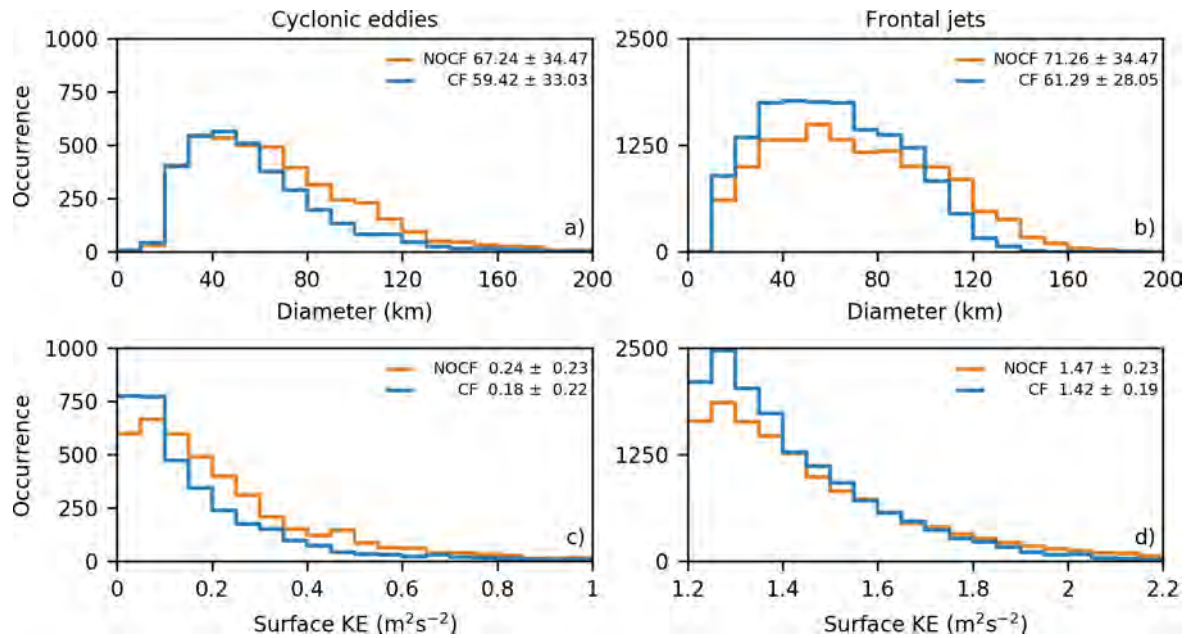 Cyclonic eddies
Frontal jets
1000
750
500
250
0
Occurrence
NOCF 67.24 ± 34.47
CF 59.42 ± 33.03
a)
0 40 80 120 160 200
Diameter (km)
2500
1250
0
NOCF 71.26 ± 34.47
CF 61.29 ± 28.05
b)
0 40 80 120 160 200
Diameter (km)
1000
750
500
250
0
Occurrence
NOCF 0.24 ± 0.23
CF 0.18 ± 0.22
c)
0 0.2 0.4 0.6 0.8 1
Surface KE (m²s⁻²)
2500
1250
0
NOCF 1.47 ± 0.23
CF 1.42 ± 0.19
d)
1.2 1.4 1.6 1.8 2 2.2
Surface KE (m²s⁻²)